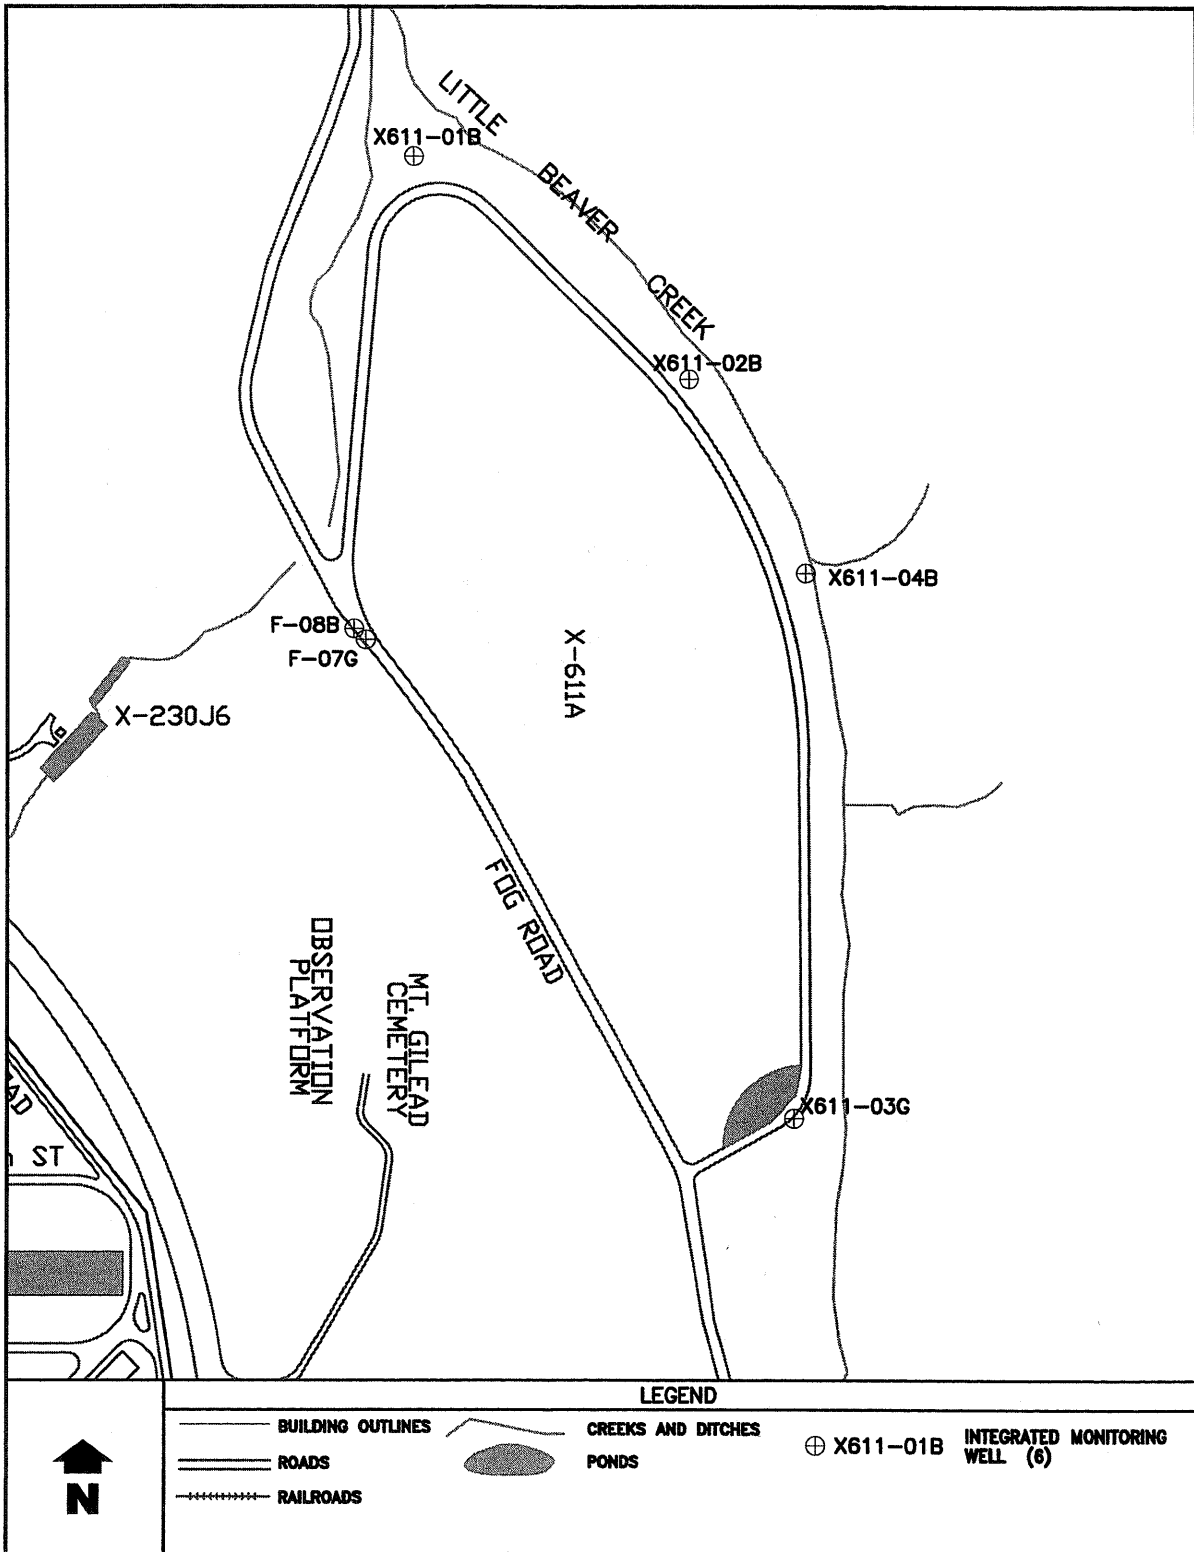 LITTLE
BEAVER
CREEK
X611-01B
X611-02B
X611-04B
F-08B
F-07G
X-611A
X-230J6
FOG ROAD
OBSERVATION
PLATFORM
MT. GILEAD
CEMETERY
X611-03G
AD
ST
LEGEND
BUILDING OUTLINES
CREEKS AND DITCHES
X611-01B
INTEGRATED MONITORING
WELL (6)
ROADS
PONDS
RAILROADS
N